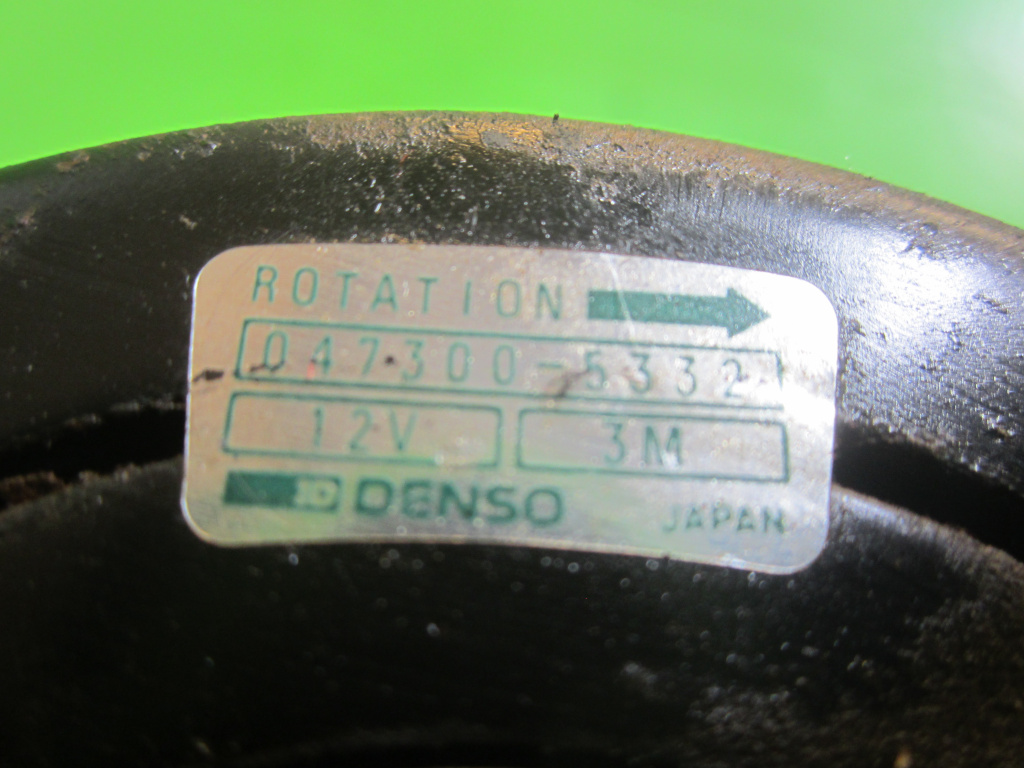 ROTATION
047300-5332
12V 3M
DENSO JAPAN